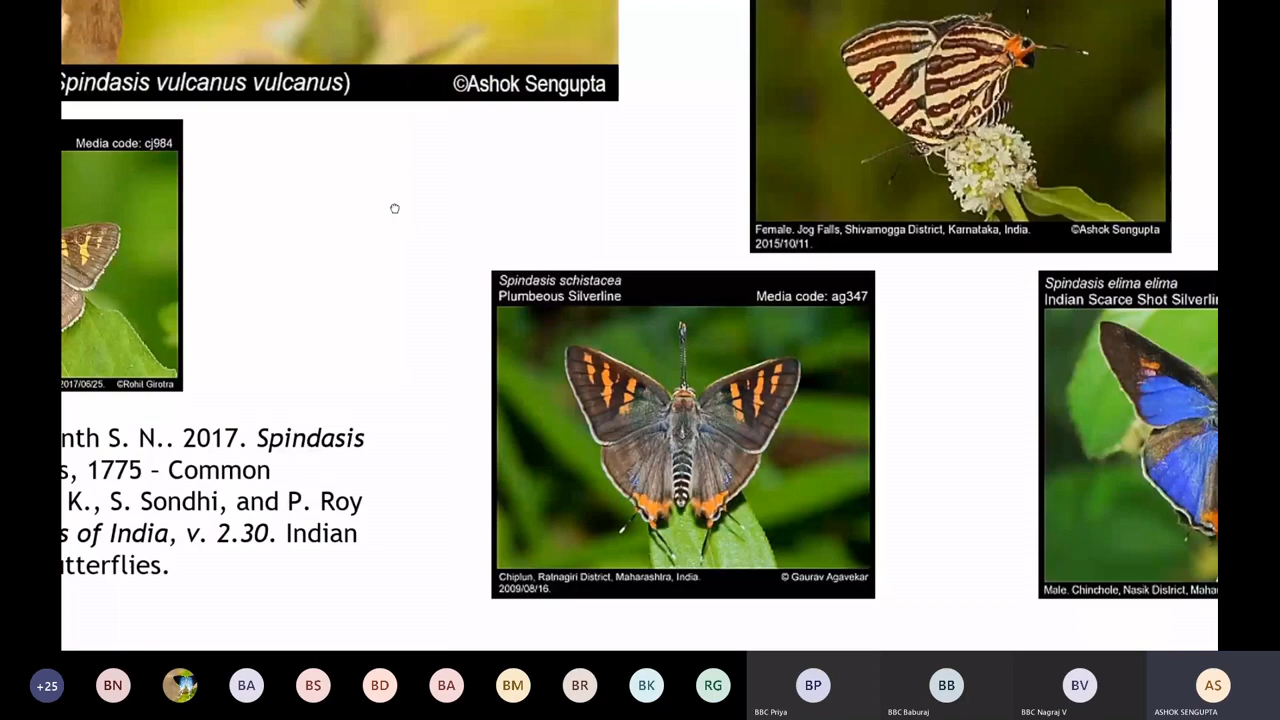 Spindasis vulcanus vulcanus) ©Ashok Sengupta
Media code: cj984
2017/06/25. ©Rohil Girotra
nth S. N.. 2017. Spindasis
s, 1775 - Common
K., S. Sondhi, and P. Roy
s of India, v. 2.30. Indian
utterflies.
Female. Jog Falls, Shivamogga District, Karnataka, India. ©Ashok Sengupta
2015/10/11.
Spindasis schistacea
Plumbeous Silverline Media code: ag347
Chiplun, Ratnagiri District, Maharashtra, India. © Gaurav Agavekar
2009/08/16.
Spindasis elima elima
Indian Scarce Shot Silverlin
Male. Chinchole, Nasik District, Maha
+25 BN BA BS BD BA BM BR BK RG BP BB BV AS
BBC Priya BBC Baburaj BBC Nagraj V ASHOK SENGUPTA